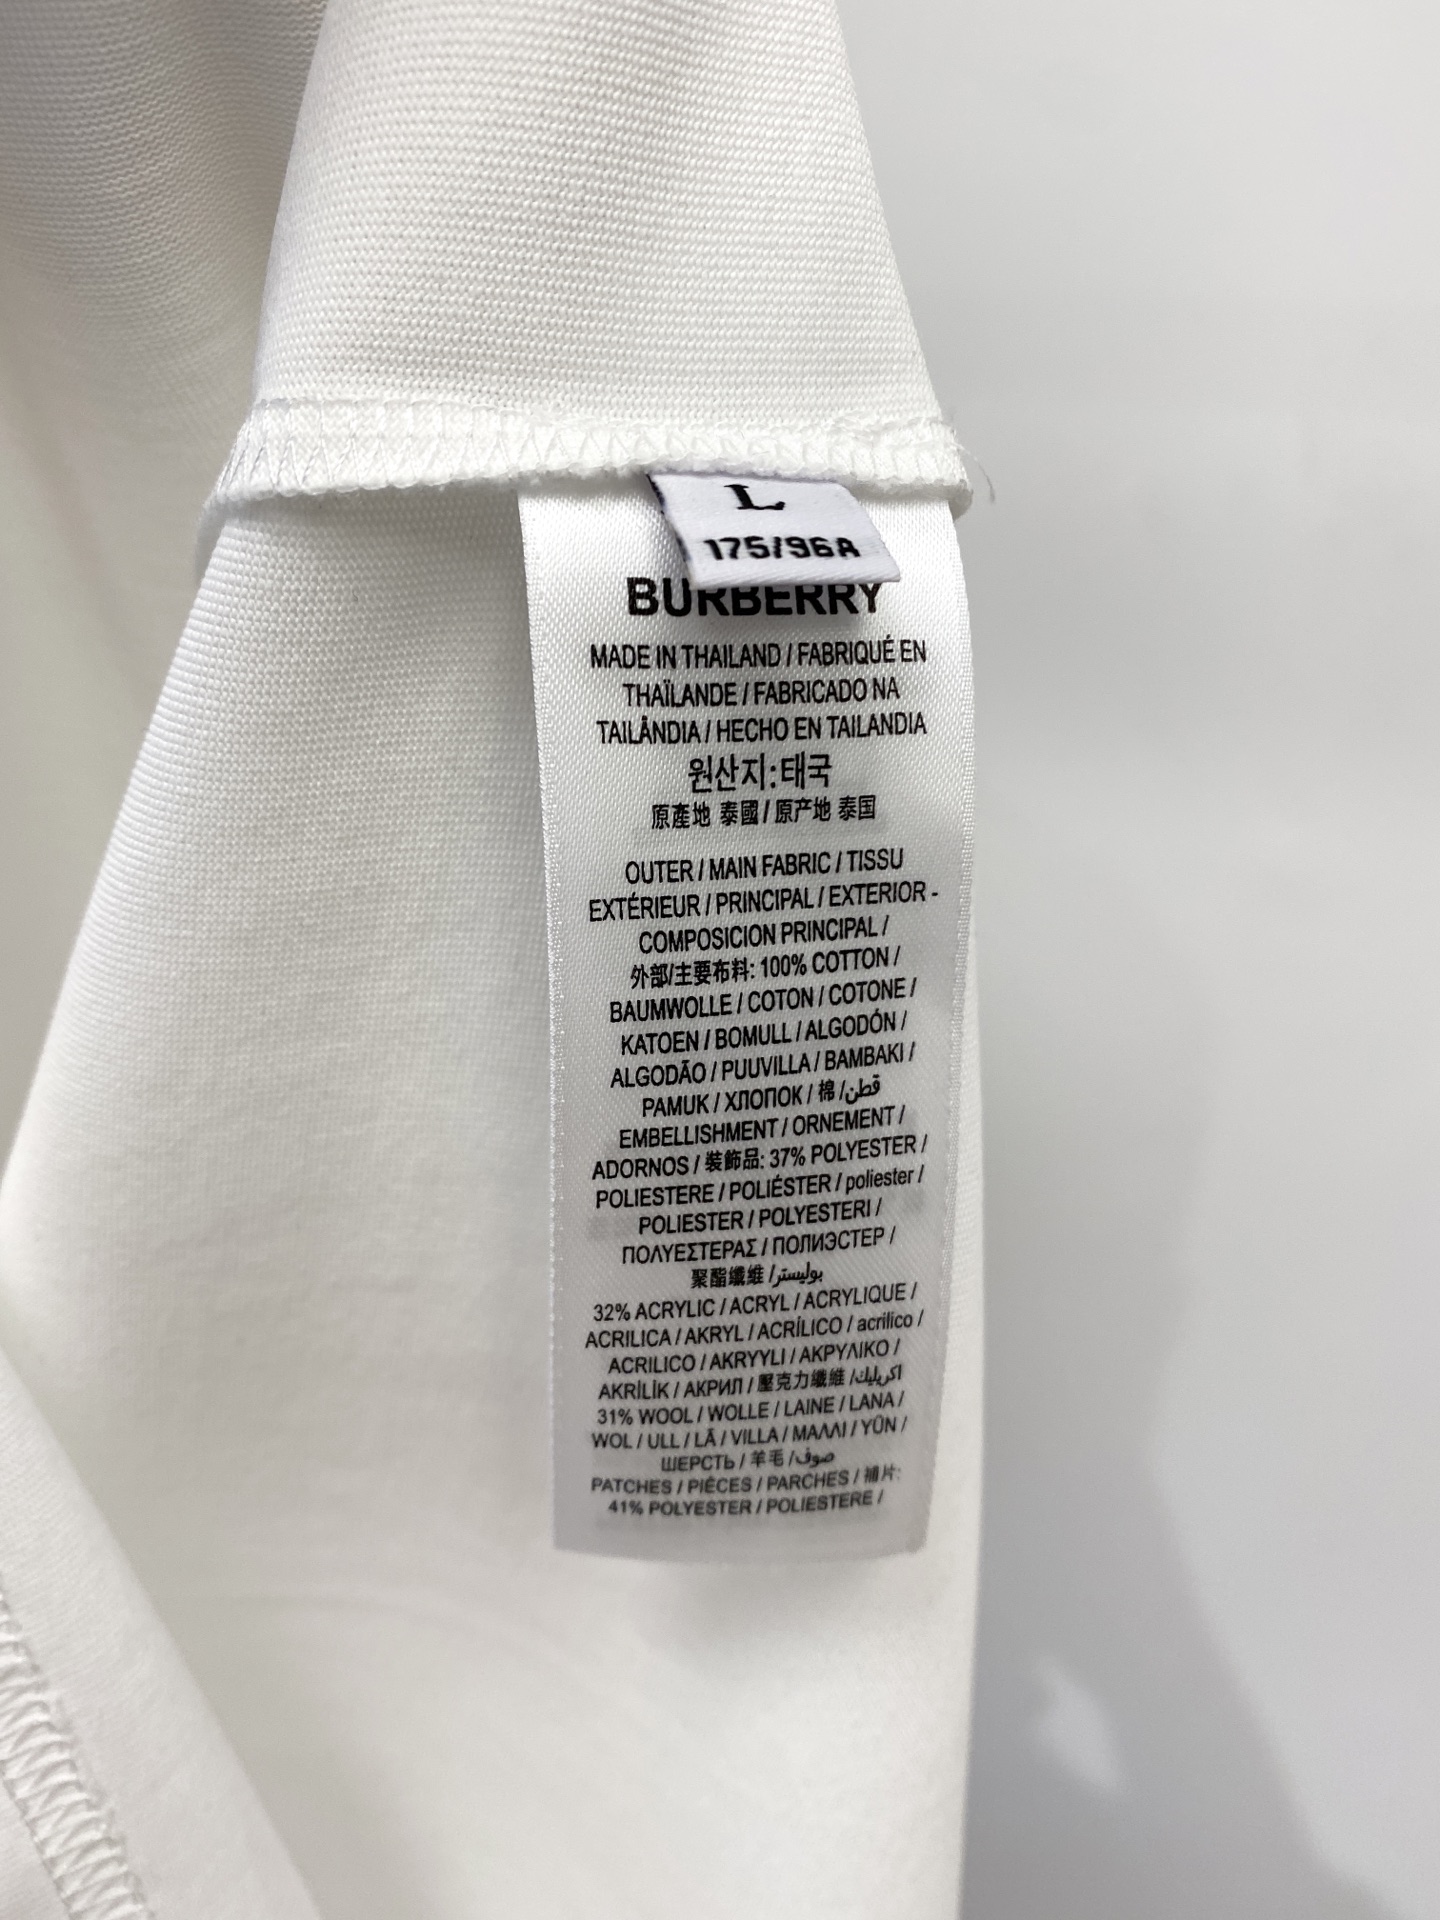 L
175/96A
BURBERRY
MADE IN THAILAND / FABRIQUÉ EN
THAÏLANDE / FABRICADO NA
TAILÂNDIA / HECHO EN TAILANDIA
원산지:태국
原產地 泰國 / 原产地 泰国
OUTER / MAIN FABRIC / TISSU
EXTÉRIEUR / PRINCIPAL / EXTERIOR -
COMPOSICION PRINCIPAL /
外部/主要布料: 100% COTTON /
BAUMWOLLE / COTON / COTONE /
KATOEN / BOMULL / ALGODÓN /
ALGODÃO / PUUVILLA / BAMBAKI /
PAMUK / ХЛОПОК / 棉 /قطن
EMBELLISHMENT / ORNEMENT /
ADORNOS / 裝飾品: 37% POLYESTER /
POLIESTERE / POLIÉSTER / poliester /
POLIESTER / POLYESTERI /
ΠΟΛΥΕΣΤΕΡΑΣ / ПОЛИЭСТЕР /
聚酯纖維 /بوليستر
32% ACRYLIC / ACRYL / ACRYLIQUE /
ACRILICA / AKRYL / ACRÍLICO / acrilico /
ACRILICO / AKRYYLI / ΑΚΡΥΛΙΚΟ /
AKRİLİK / АКРИЛ / 壓克力纖維 /اكريليك
31% WOOL / WOLLE / LAINE / LANA /
WOL / ULL / LÃ / VILLA / ΜΑΛΛΙ / YÜN /
ШЕРСТЬ / 羊毛 /صوف
PATCHES / PIÈCES / PARCHES / 補片:
41% POLYESTER / POLIESTERE /